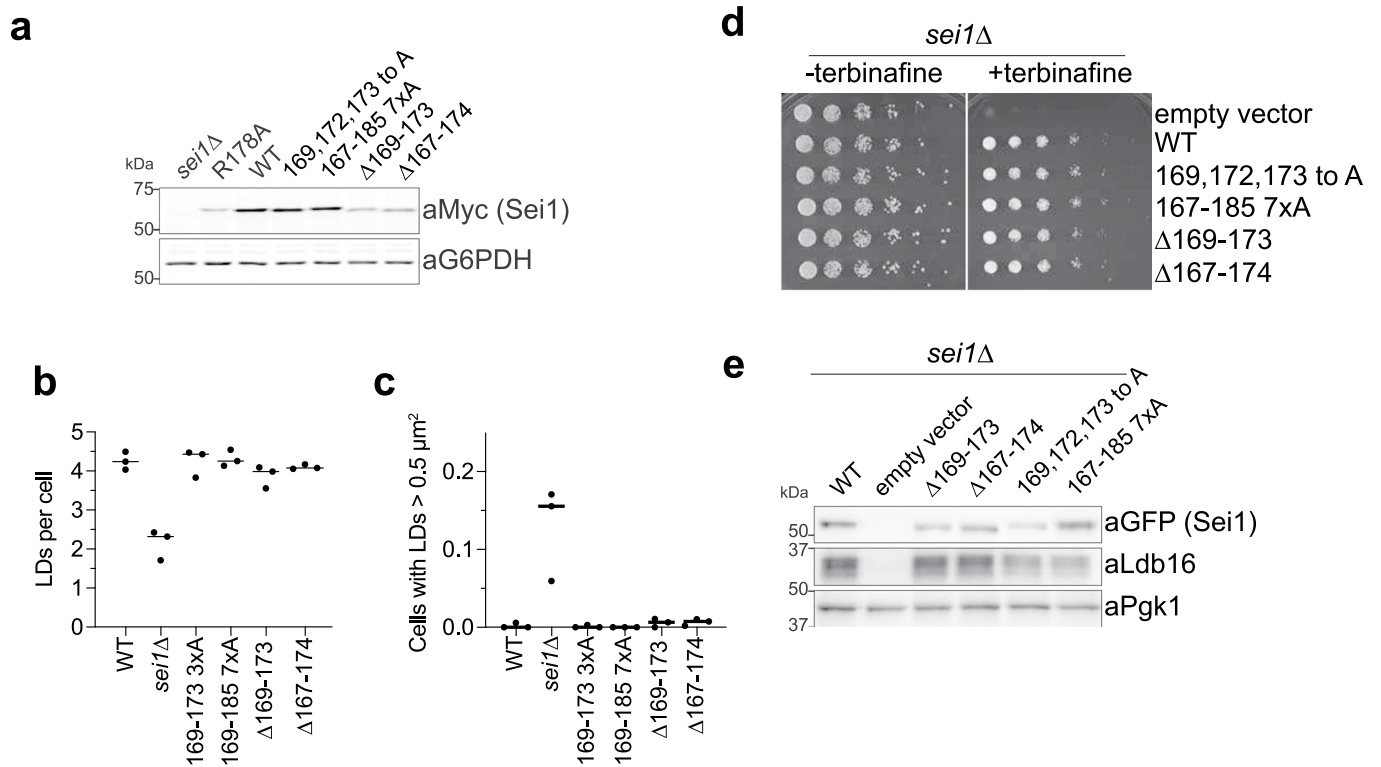 a
sei1Δ
R178A
WT
169,172,173 to A
167-185 7xA
Δ169-173
Δ167-174
kDa
75
50
aMyc (Sei1)
50
aG6PDH
b
LDs per cell
5
4
3
2
1
0
WT
sei1Δ
169-173 3xA
169-185 7xA
Δ169-173
Δ167-174
c
Cells with LDs > 0.5 µm²
0.2
0.1
0.0
WT
sei1Δ
169-173 3xA
169-185 7xA
Δ169-173
Δ167-174
d
sei1Δ
-terbinafine +terbinafine
empty vector
WT
169,172,173 to A
167-185 7xA
Δ169-173
Δ167-174
e
sei1Δ
WT
empty vector
Δ169-173
Δ167-174
169,172,173 to A
167-185 7xA
kDa
50
aGFP (Sei1)
37
aLdb16
50
aPgk1
37